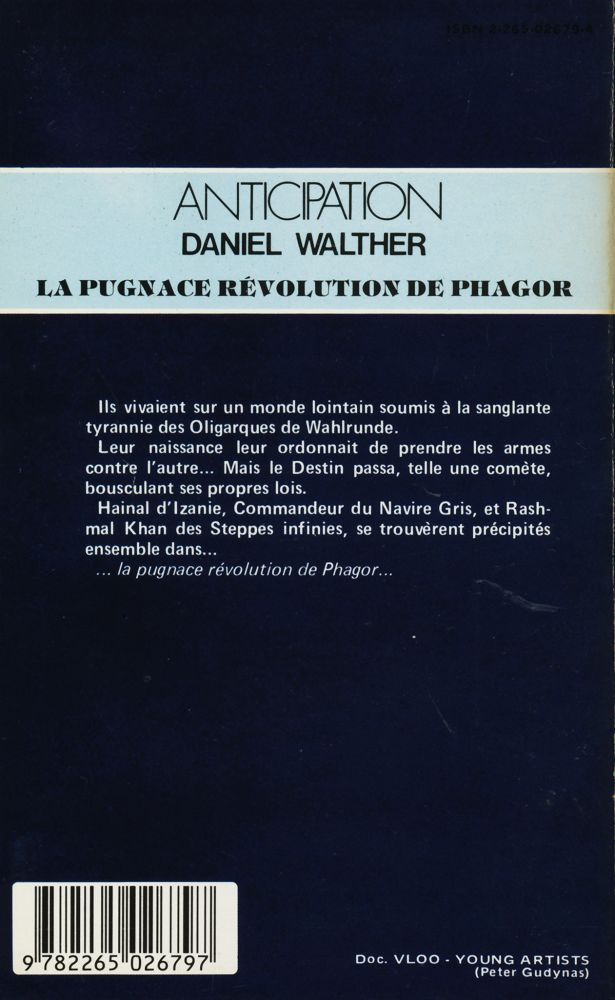 ISBN 2-265-02679-4
ANTICIPATION
DANIEL WALTHER
LA PUGNACE RÉVOLUTION DE PHAGOR
Ils vivaient sur un monde lointain soumis à la sanglante
tyrannie des Oligarques de Wahlrunde.
Leur naissance leur ordonnait de prendre les armes
contre l'autre... Mais le Destin passa, telle une comète,
bousculant ses propres lois.
Hainal d'Izanie, Commandeur du Navire Gris, et Rash-
mal Khan des Steppes infinies, se trouvèrent précipités
ensemble dans...
... la pugnace révolution de Phagor...
9 782265 026797
Doc. VLOO - YOUNG ARTISTS
(Peter Gudynas)